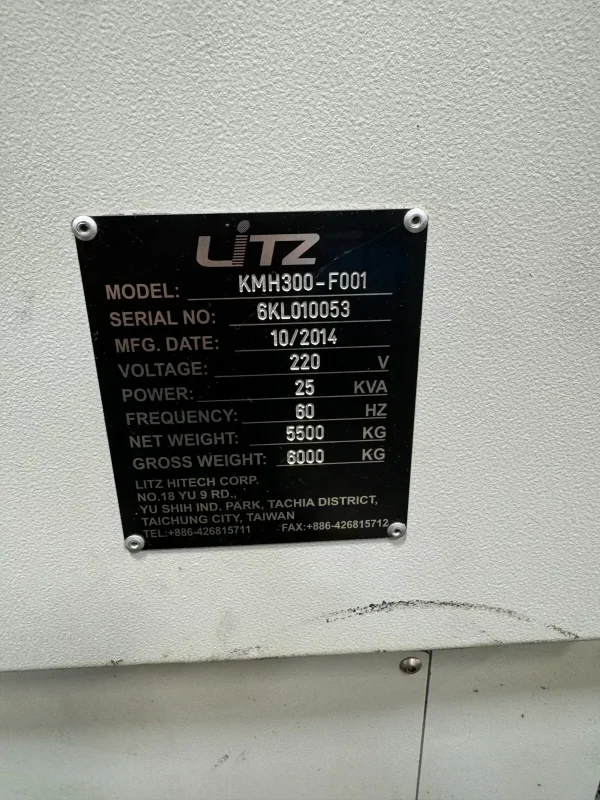 LiTZ
MODEL: KMH300-F001
SERIAL NO: 6KL010053
MFG. DATE: 10/2014
VOLTAGE: 220 V
POWER: 25 KVA
FREQUENCY: 60 HZ
NET WEIGHT: 5500 KG
GROSS WEIGHT: 6000 KG
LITZ HITECH CORP.
NO.18 YU 9 RD.,
YU SHIH IND. PARK, TACHIA DISTRICT,
TAICHUNG CITY, TAIWAN
TEL:+886-426815711 FAX:+886-426815712